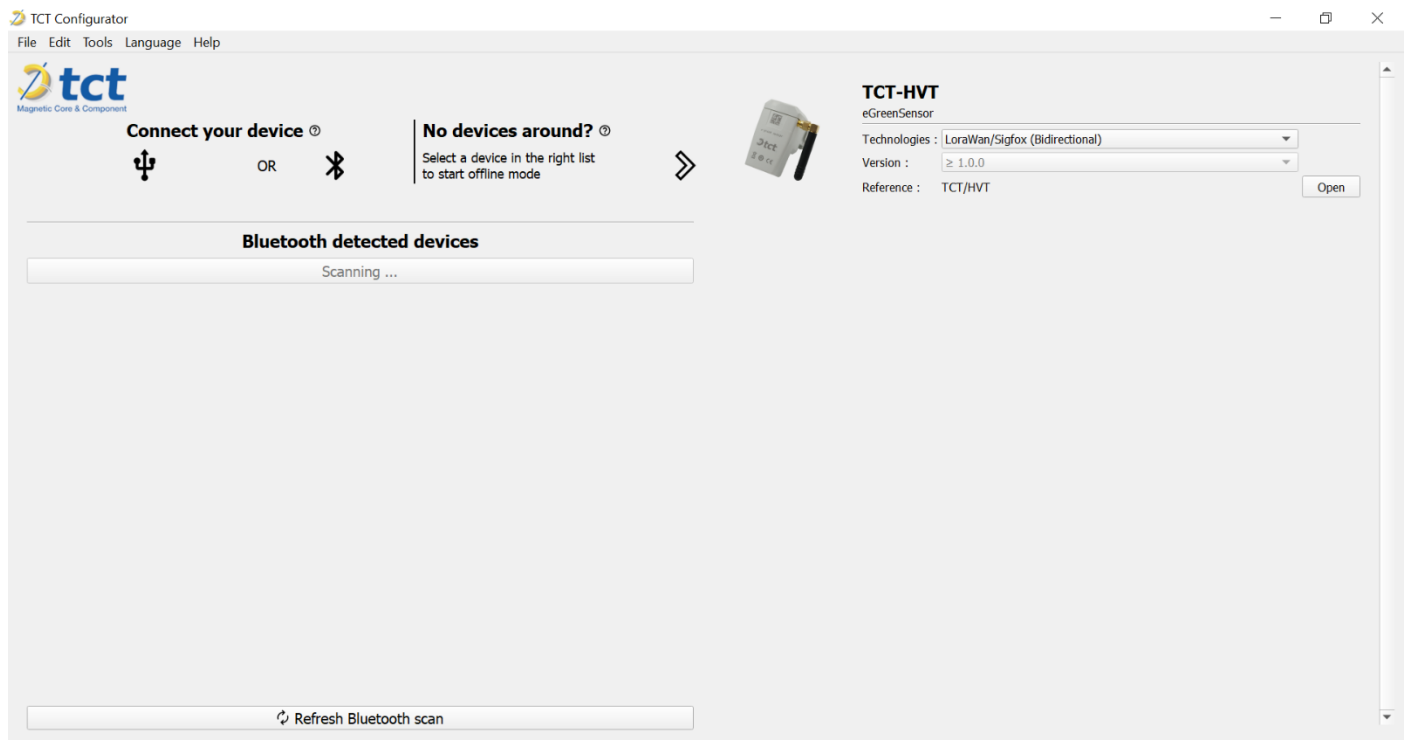 TCT Configurator
File Edit Tools Language Help
tct
Magnetic Core & Component
Connect your device
OR
No devices around?
Select a device in the right list
to start offline mode
Bluetooth detected devices
Scanning ...
Refresh Bluetooth scan
tct
TCT-HVT
eGreenSensor
Technologies : LoraWan/Sigfox (Bidirectional)
Version : ≥ 1.0.0
Reference : TCT/HVT
Open